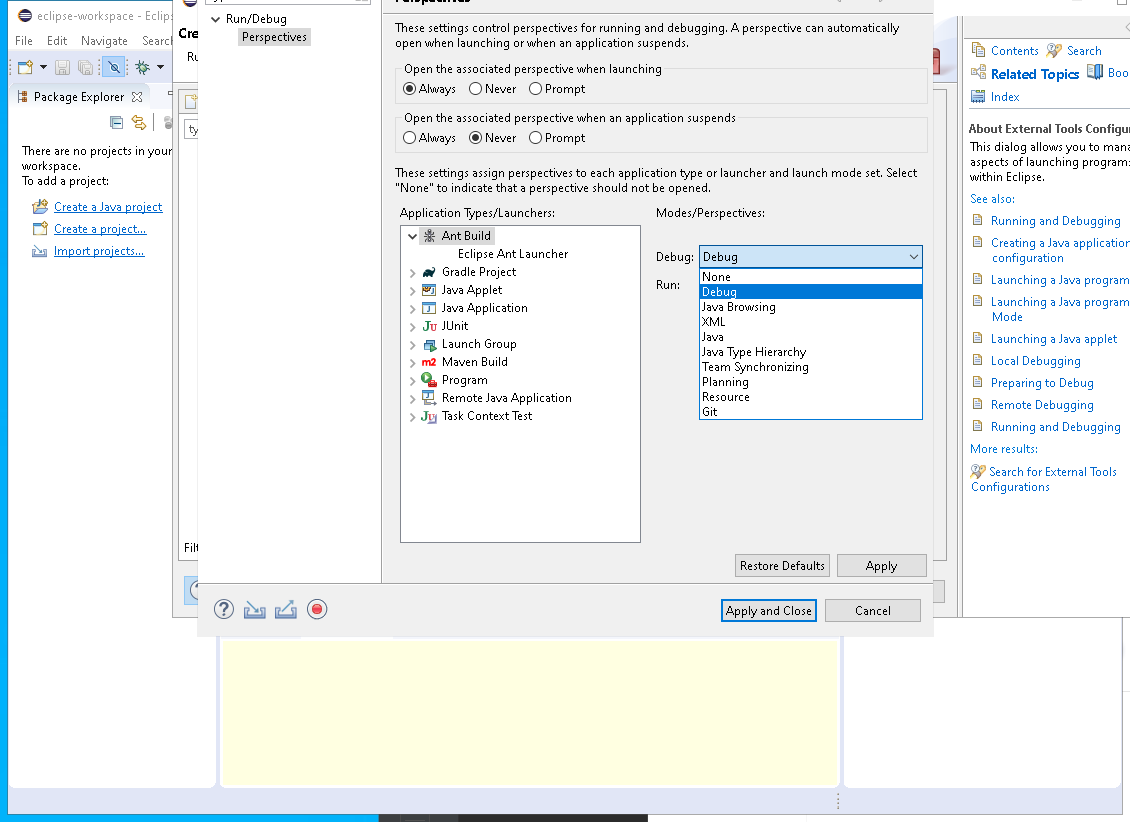 eclipse-workspace - Eclips
File Edit Navigate Search
Package Explorer
There are no projects in your
workspace.
To add a project:
Create a Java project
Create a project...
Import projects...
Cre
Ru
ty
Filt
Run/Debug
Perspectives
Perspectives
These settings control perspectives for running and debugging. A perspective can automatically
open when launching or when an application suspends.
Open the associated perspective when launching
Always Never Prompt
Open the associated perspective when an application suspends
Always Never Prompt
These settings assign perspectives to each application type or launcher and launch mode set. Select
"None" to indicate that a perspective should not be opened.
Application Types/Launchers:
Ant Build
Eclipse Ant Launcher
Gradle Project
Java Applet
Java Application
JUnit
Launch Group
Maven Build
Program
Remote Java Application
Task Context Test
Modes/Perspectives:
Debug: Debug
Run:
None
Debug
Java Browsing
XML
Java
Java Type Hierarchy
Team Synchronizing
Planning
Resource
Git
Restore Defaults Apply
Apply and Close Cancel
Contents Search
Related Topics Boo
Index
About External Tools Configu
This dialog allows you to mana
aspects of launching programs
within Eclipse.
See also:
Running and Debugging
Creating a Java application
configuration
Launching a Java program
Launching a Java program
Mode
Launching a Java applet
Local Debugging
Preparing to Debug
Remote Debugging
Running and Debugging
More results:
Search for External Tools
Configurations